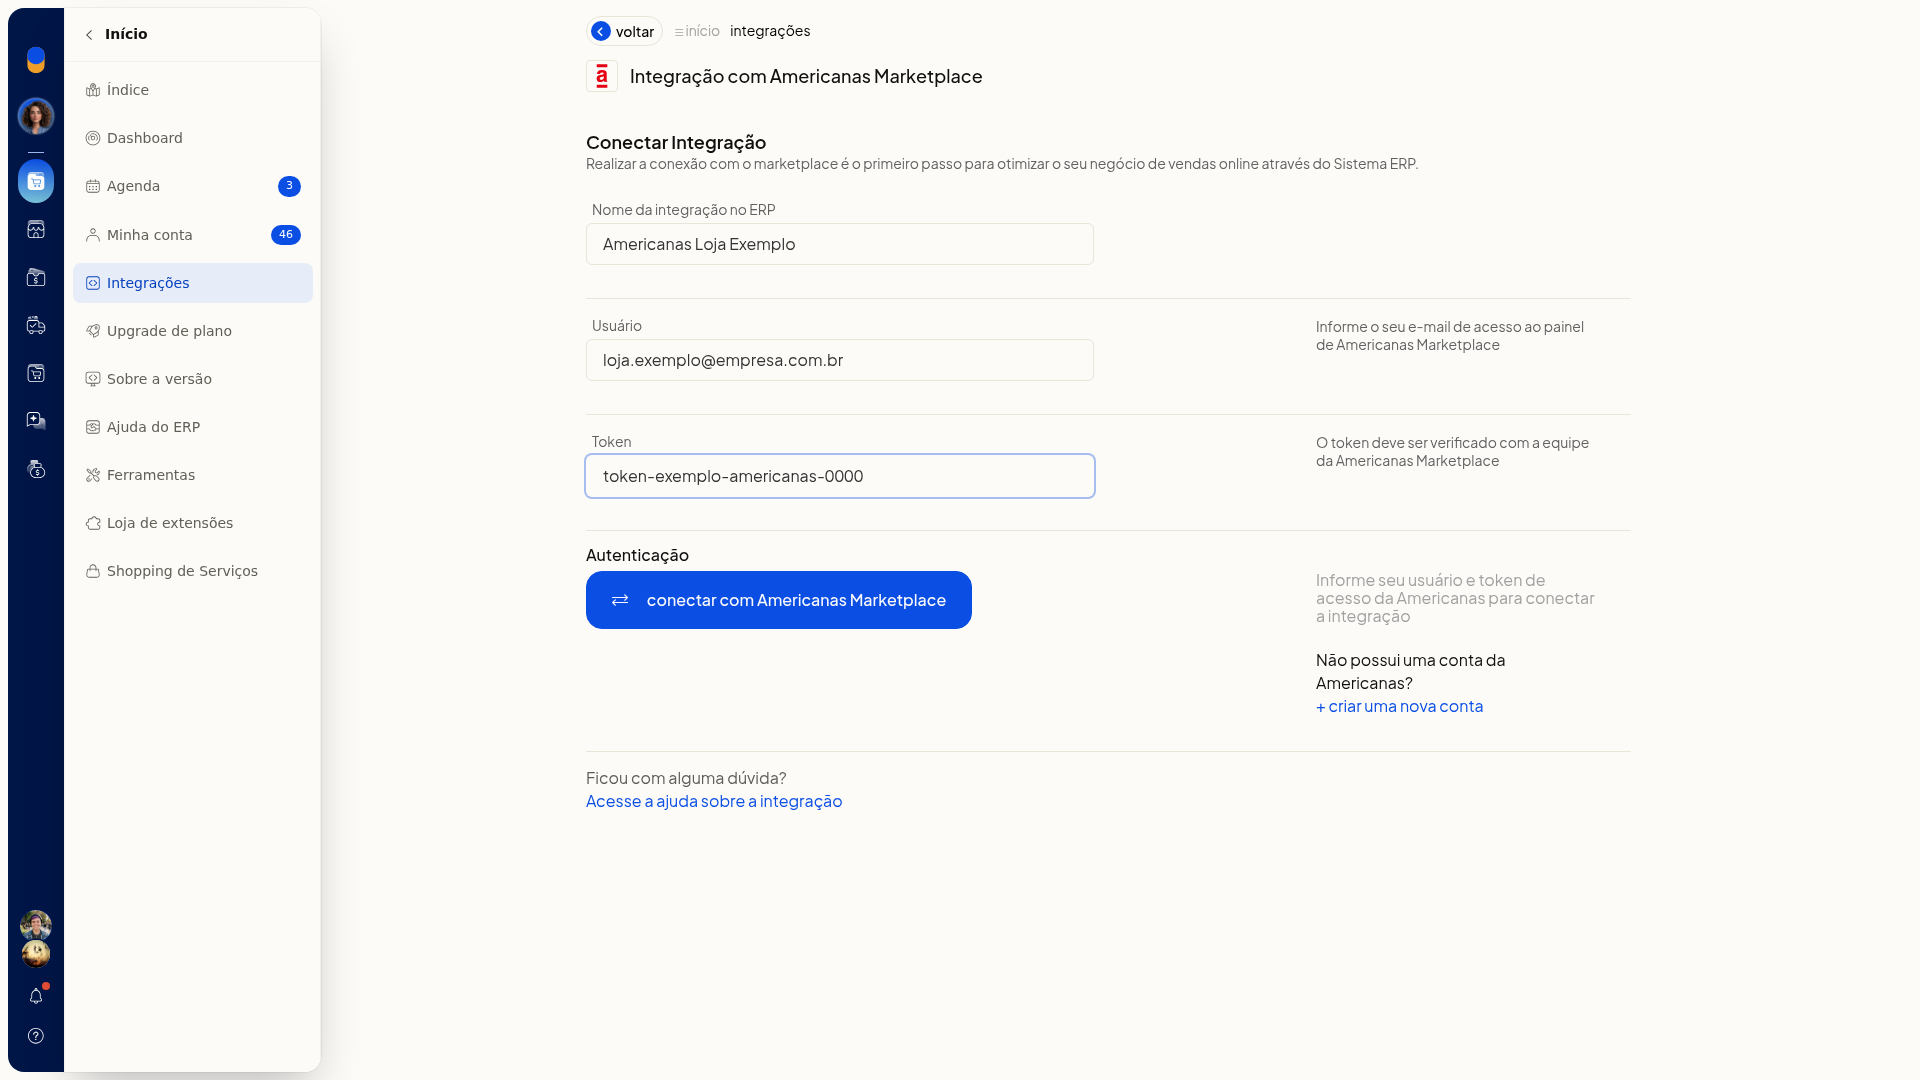 Início
Índice
Dashboard
Agenda 3
Minha conta 46
Integrações
Upgrade de plano
Sobre a versão
Ajuda do ERP
Ferramentas
Loja de extensões
Shopping de Serviços
voltar início integrações
a Integração com Americanas Marketplace
Conectar Integração
Realizar a conexão com o marketplace é o primeiro passo para otimizar o seu negócio de vendas online através do Sistema ERP.
Nome da integração no ERP
Americanas Loja Exemplo
Usuário
loja.exemplo@empresa.com.br
Informe o seu e-mail de acesso ao painel
de Americanas Marketplace
Token
token-exemplo-americanas-0000
O token deve ser verificado com a equipe
da Americanas Marketplace
Autenticação
conectar com Americanas Marketplace
Informe seu usuário e token de
acesso da Americanas para conectar
a integração
Não possui uma conta da
Americanas?
+ criar uma nova conta
Ficou com alguma dúvida?
Acesse a ajuda sobre a integração